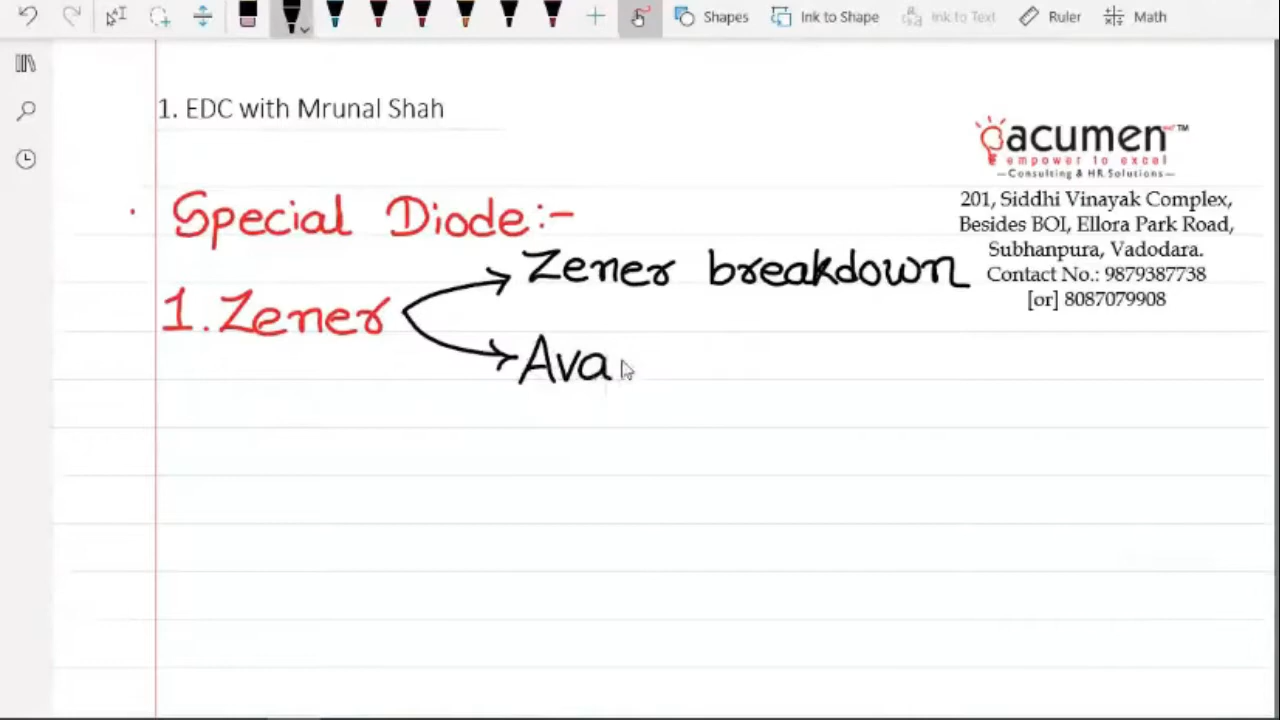 Shapes
Ink to Shape
Ink to Text
Ruler
Math
1. EDC with Mrunal Shah
acumen TM
empower to excel
—Consulting & HR Solutions—
201, Siddhi Vinayak Complex,
Besides BOI, Ellora Park Road,
Subhanpura, Vadodara.
Contact No.: 9879387738
[or] 8087079908
Special Diode:-
1. Zener
Zener breakdown
Ava